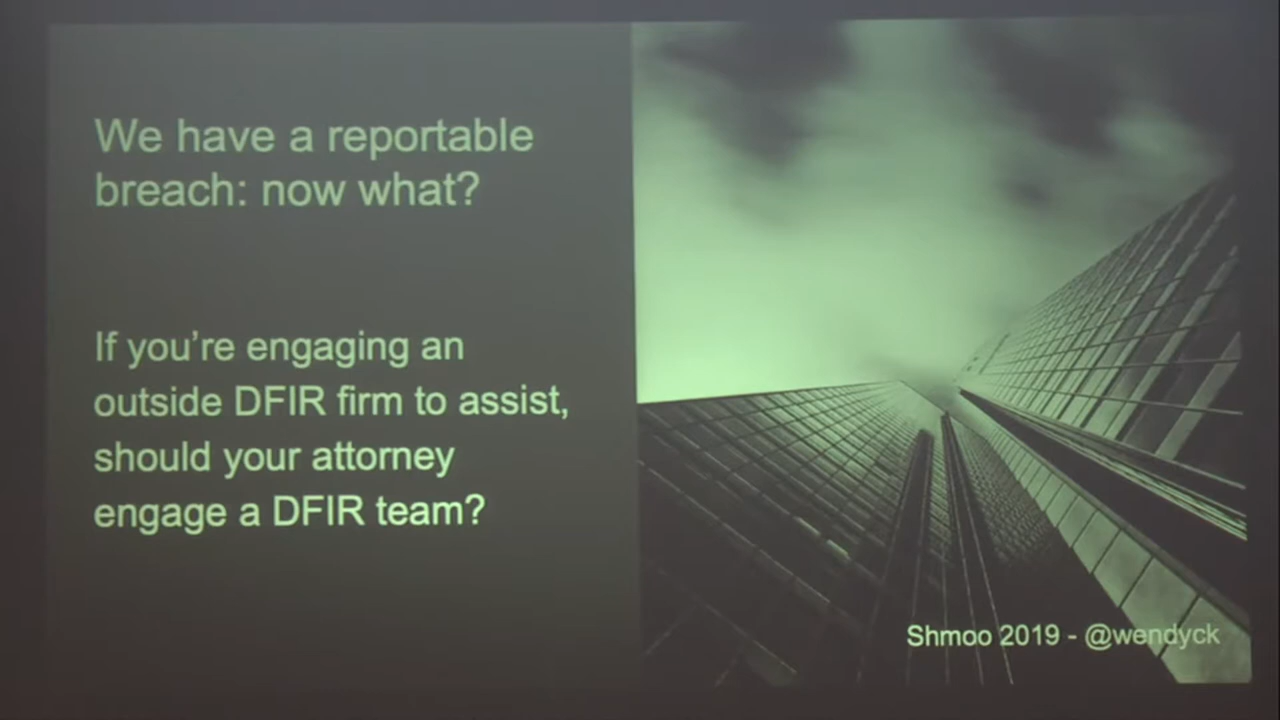 We have a reportable
breach: now what?
If you’re engaging an
outside DFIR firm to assist,
should your attorney
engage a DFIR team?
Shmoo 2019 - @wendyck